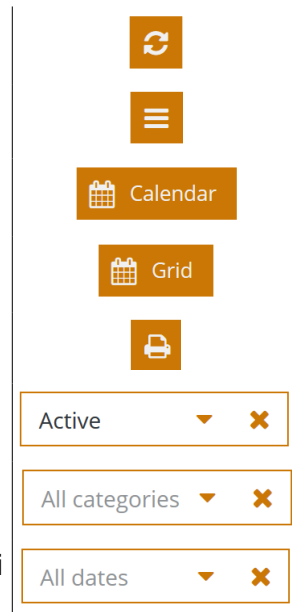 Calendar
Grid
Active
All categories
i
All dates